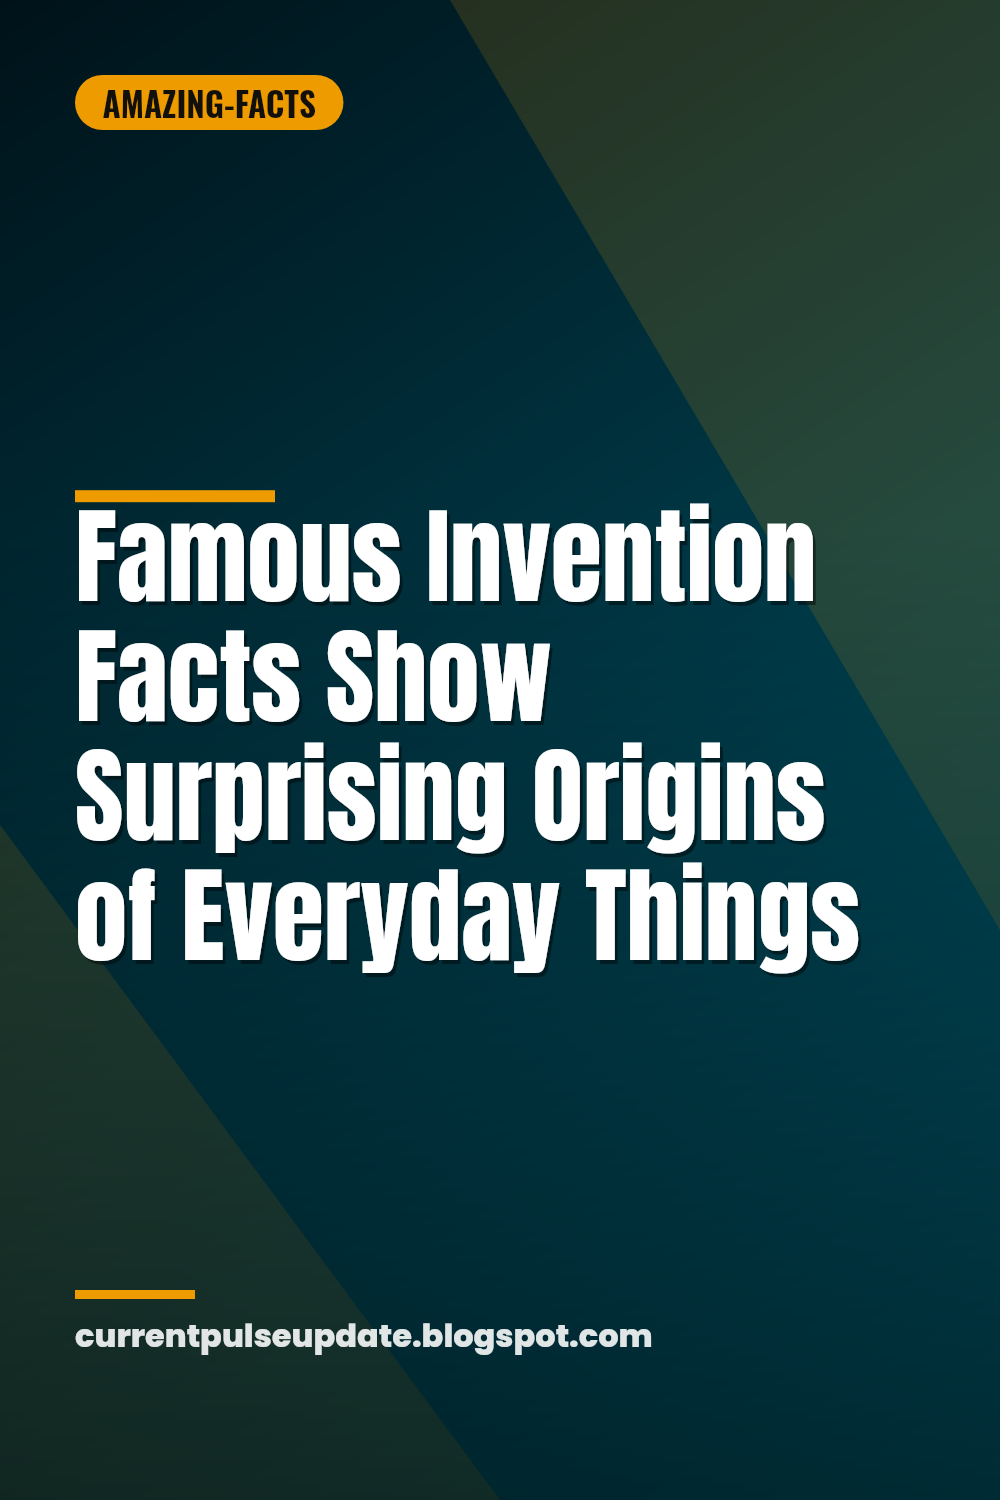 AMAZING-FACTS
Famous Invention
Facts Show
Surprising Origins
of Everyday Things
currentpulseupdate.blogspot.com